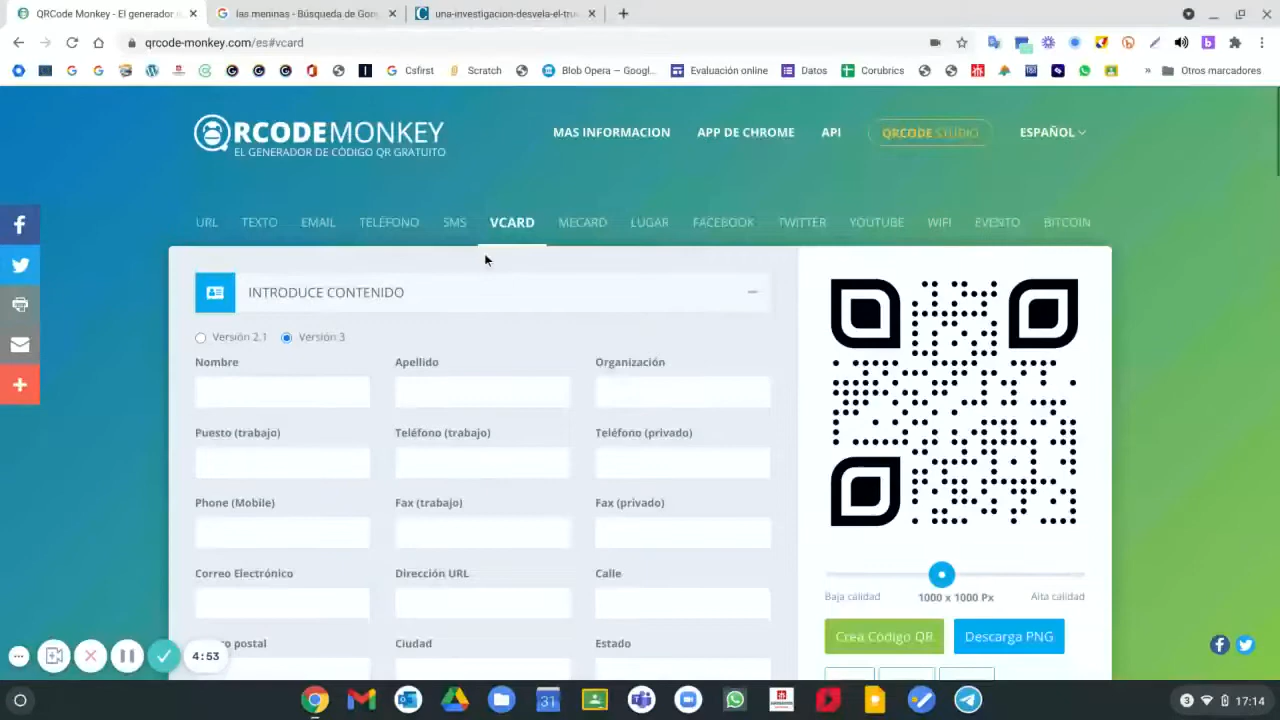 QRCode Monkey - El generador
las meninas - Búsqueda de Goo
una-investigacion-desvela-el-tru
qrcode-monkey.com/es#vcard
Csfirst
Scratch
Blob Opera — Googl...
Evaluación online
Datos
Corubrics
»
Otros marcadores
QRCODEMONKEY
EL GENERADOR DE CÓDIGO QR GRATUITO
MAS INFORMACION
APP DE CHROME
API
QRCODE STUDIO
ESPAÑOL
URL
TEXTO
EMAIL
TELÉFONO
SMS
VCARD
MECARD
LUGAR
FACEBOOK
TWITTER
YOUTUBE
WIFI
EVENTO
BITCOIN
INTRODUCE CONTENIDO
Versión 2.1
Versión 3
Nombre
Apellido
Organización
Puesto (trabajo)
Teléfono (trabajo)
Teléfono (privado)
Phone (Mobile)
Fax (trabajo)
Fax (privado)
Correo Electrónico
Dirección URL
Calle
postal
Ciudad
Estado
Baja calidad
1000 x 1000 Px
Alta calidad
Crea Código QR
Descarga PNG
4:53
31
3
17:14